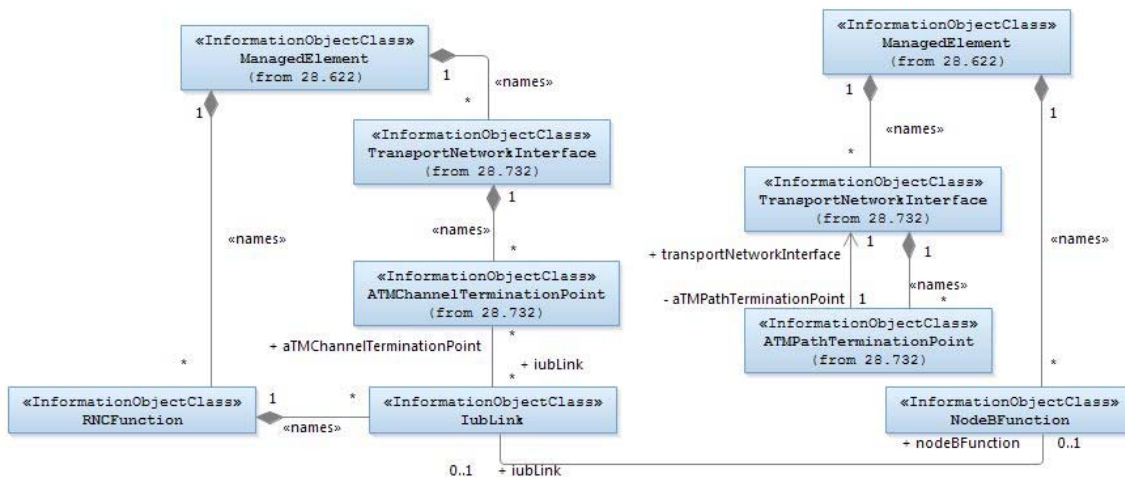 «InformationObjectClass»
ManagedElement
(from 28.622)
1
1
«names»
*
«InformationObjectClass»
TransportNetworkInterface
(from 28.732)
1
«names»
*
«InformationObjectClass»
ATMChannelTerminationPoint
(from 28.732)
*
+ aTMChannelTerminationPoint
+ iubLink
*
«names»
*
«InformationObjectClass»
RNCFunction
1
*
«names»
«InformationObjectClass»
IubLink
0..1
+ iubLink
«InformationObjectClass»
ManagedElement
(from 28.622)
1
1
«names»
*
«InformationObjectClass»
TransportNetworkInterface
(from 28.732)
+ transportNetworkInterface
1
1
«names»
- aTMPathTerminationPoint
1
*
«InformationObjectClass»
ATMPathTerminationPoint
(from 28.732)
«names»
*
«InformationObjectClass»
NodeBFunction
+ nodeBFunction
0..1